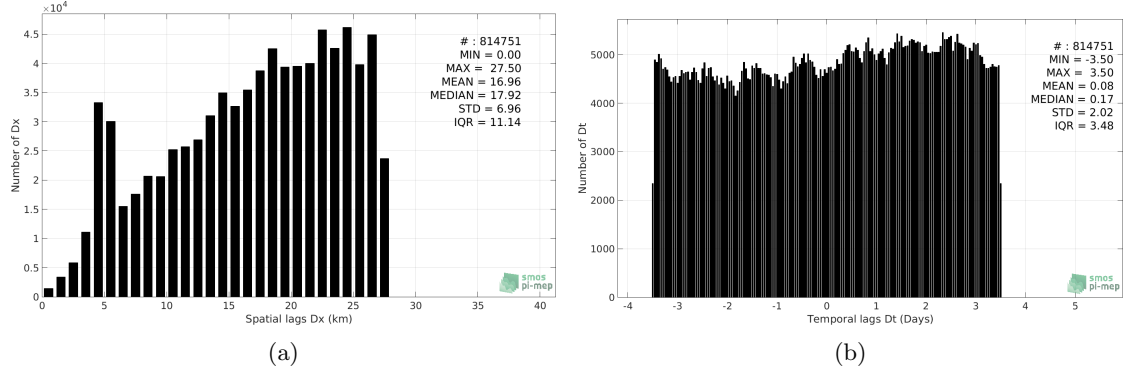 ×10⁴
4.5
4
3.5
3
2.5
2
1.5
1
0.5
0
Number of Dx
# : 814751
MIN = 0.00
MAX = 27.50
MEAN = 16.96
MEDIAN = 17.92
STD = 6.96
IQR = 11.14
smos
pi-mep
0 5 10 15 20 25 30 35 40
Spatial lags Dx (km)
(a)
5000
4000
3000
2000
1000
0
Number of Dt
# : 814751
MIN = -3.50
MAX = 3.50
MEAN = 0.08
MEDIAN = 0.17
STD = 2.02
IQR = 3.48
smos
pi-mep
-4 -3 -2 -1 0 1 2 3 4 5
Temporal lags Dt (Days)
(b)